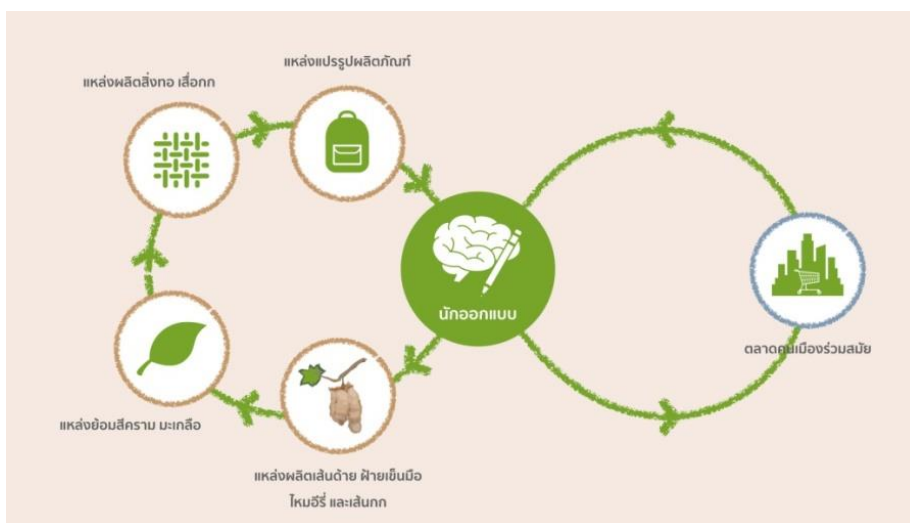 แหล่งแปรรูปผลิตภัณฑ์
แหล่งผลิตสิ่งทอ เสื่อกก
นักออกแบบ
ตลาดคนเมืองร่วมสมัย
แหล่งย้อมสีคราม มะเกลือ
แหล่งผลิตเส้นด้าย ฝ้ายเข็นมือ
ไหมอีรี่ และเส้นกก